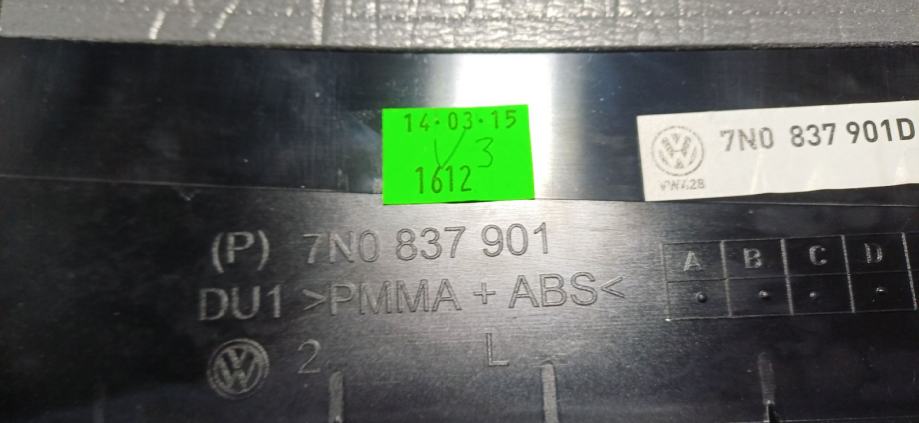 14·03·15
V 3
1612
7N0 837 901D
VW428
(P) 7N0 837 901
DU1 >PMMA + ABS<
A B C D
2 L